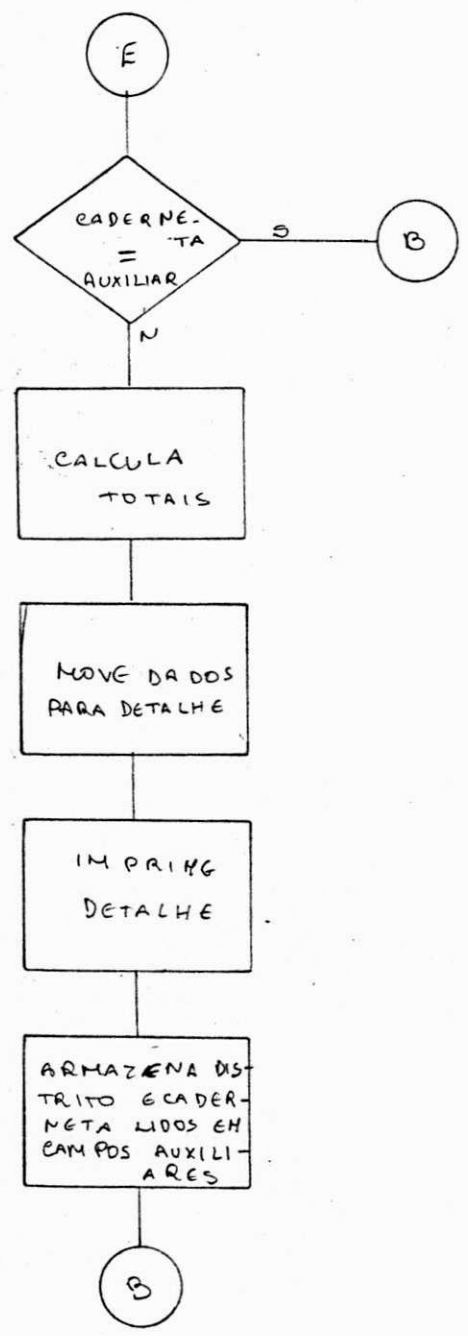 E
CADERNE-
TA
=
AUXILIAR
S
B
N
CALCULA
TOTAIS
MOVE DADOS
PARA DETALHE
IMPRIME
DETALHE
ARMAZENA DIS-
TRITO E CADER-
NETA LIDOS EM
CAMPOS AUXILI-
ARES
B